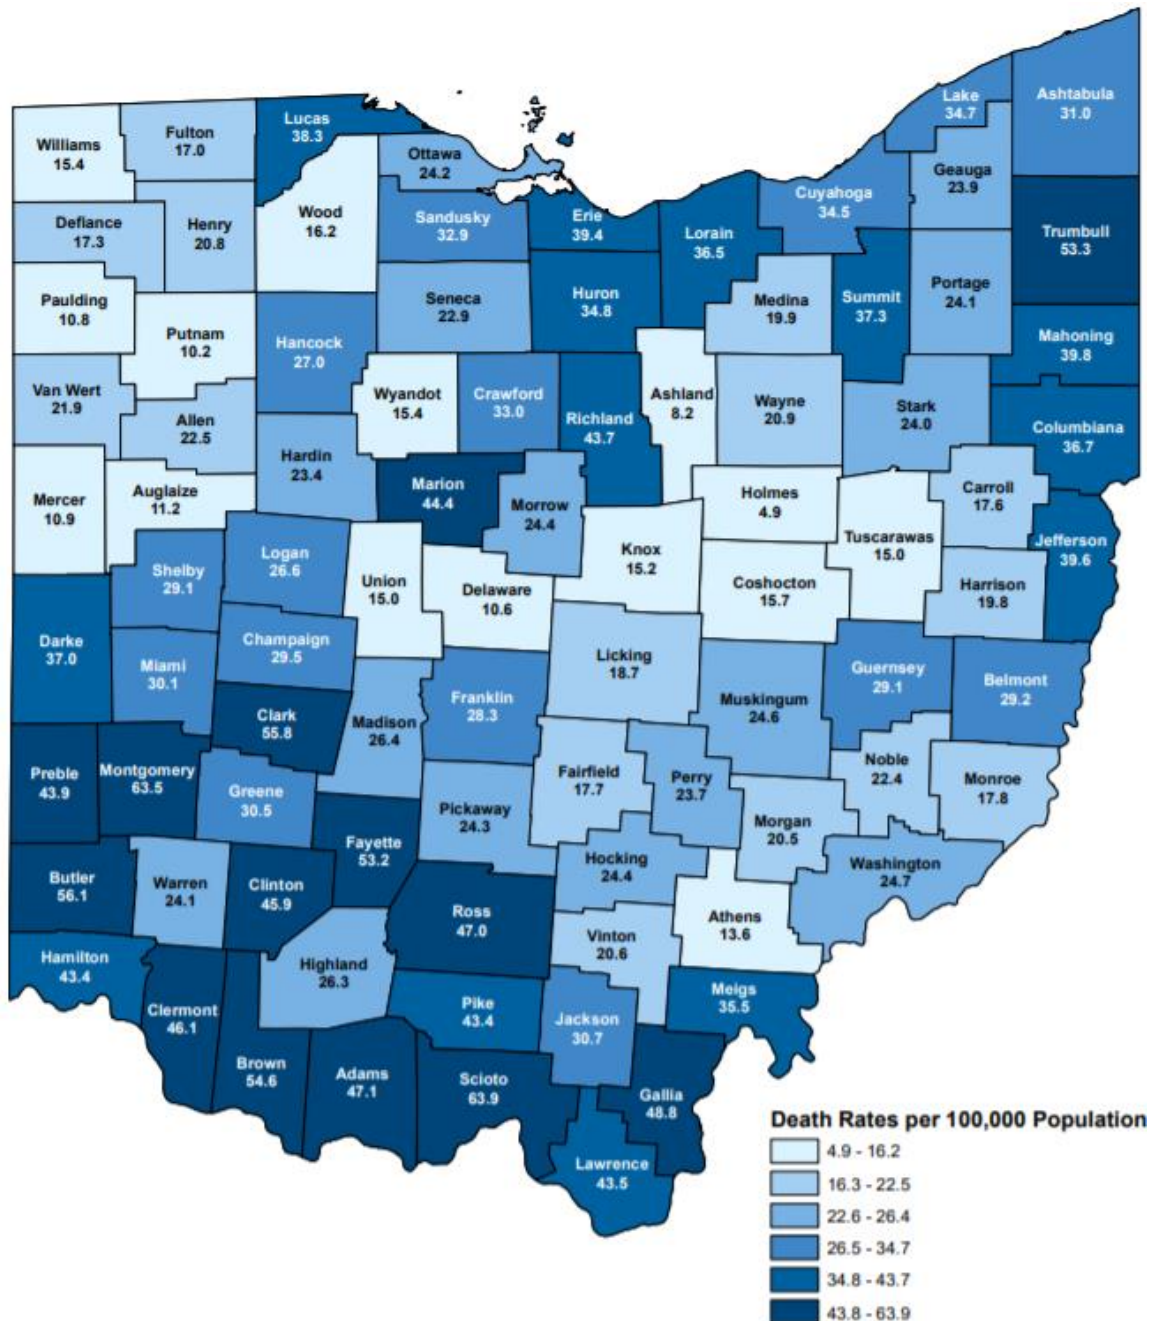 Lake
34.7
Ashtabula
31.0
Lucas
38.3
Fulton
17.0
Williams
15.4
Ottawa
24.2
Geauga
23.9
Cuyahoga
34.5
Wood
16.2
Sandusky
32.9
Erie
39.4
Defiance
17.3
Henry
20.8
Lorain
36.5
Trumbull
53.3
Paulding
10.8
Seneca
22.9
Huron
34.8
Medina
19.9
Summit
37.3
Portage
24.1
Putnam
10.2
Hancock
27.0
Mahoning
39.8
Van Wert
21.9
Wyandot
15.4
Crawford
33.0
Ashland
8.2
Wayne
20.9
Stark
24.0
Allen
22.5
Richland
43.7
Columbiana
36.7
Hardin
23.4
Marion
44.4
Mercer
10.9
Auglaize
11.2
Morrow
24.4
Holmes
4.9
Carroll
17.6
Tuscarawas
15.0
Jefferson
39.6
Logan
26.6
Knox
15.2
Shelby
29.1
Union
15.0
Delaware
10.6
Coshocton
15.7
Harrison
19.8
Darke
37.0
Champaign
29.5
Licking
18.7
Miami
30.1
Guernsey
29.1
Belmont
29.2
Franklin
28.3
Muskingum
24.6
Clark
55.8
Madison
26.4
Noble
22.4
Preble
43.9
Montgomery
63.5
Fairfield
17.7
Perry
23.7
Monroe
17.8
Greene
30.5
Pickaway
24.3
Morgan
20.5
Fayette
53.2
Hocking
24.4
Washington
24.7
Butler
56.1
Warren
24.1
Clinton
45.9
Ross
47.0
Athens
13.6
Vinton
20.6
Hamilton
43.4
Highland
26.3
Meigs
35.5
Clermont
46.1
Pike
43.4
Jackson
30.7
Brown
54.6
Adams
47.1
Scioto
63.9
Gallia
48.8
Lawrence
43.5
Death Rates per 100,000 Population
4.9 - 16.2
16.3 - 22.5
22.6 - 26.4
26.5 - 34.7
34.8 - 43.7
43.8 - 63.9